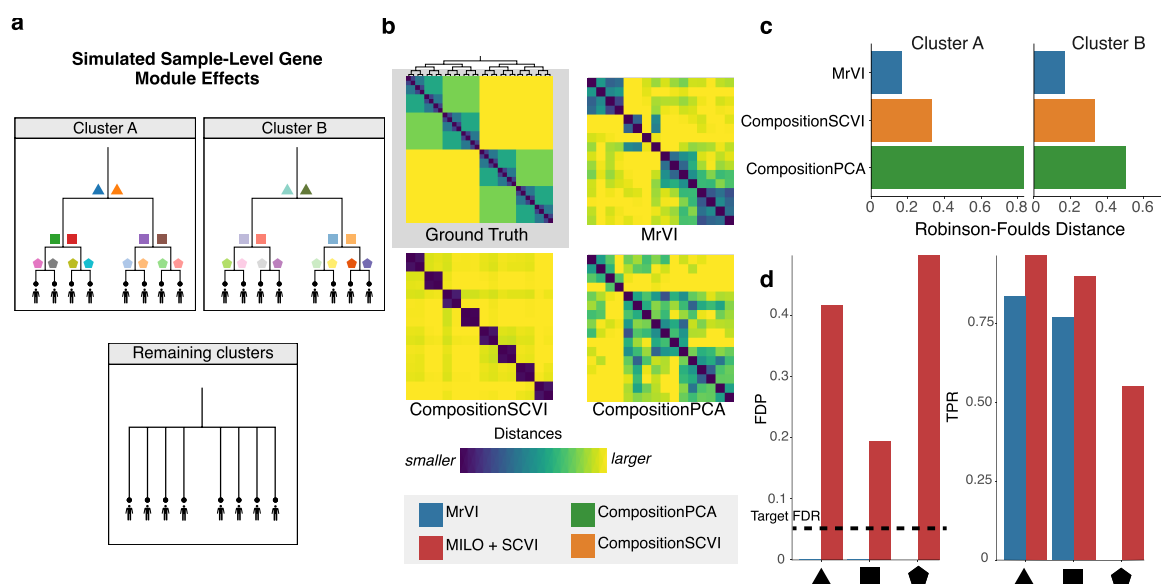 a
Simulated Sample-Level Gene
Module Effects
Cluster A
Cluster B
Remaining clusters
b
Ground Truth
MrVI
CompositionSCVI
CompositionPCA
Distances
smaller
larger
MrVI
CompositionPCA
MILO + SCVI
CompositionSCVI
c
Cluster A
Cluster B
MrVI
CompositionSCVI
CompositionPCA
0 0.2 0.4 0.6 0.8 0 0.2 0.4 0.6
Robinson-Foulds Distance
d
FDP
0.4
0.3
0.2
0.1
Target FDR
0
TPR
0.75
0.50
0.25
0